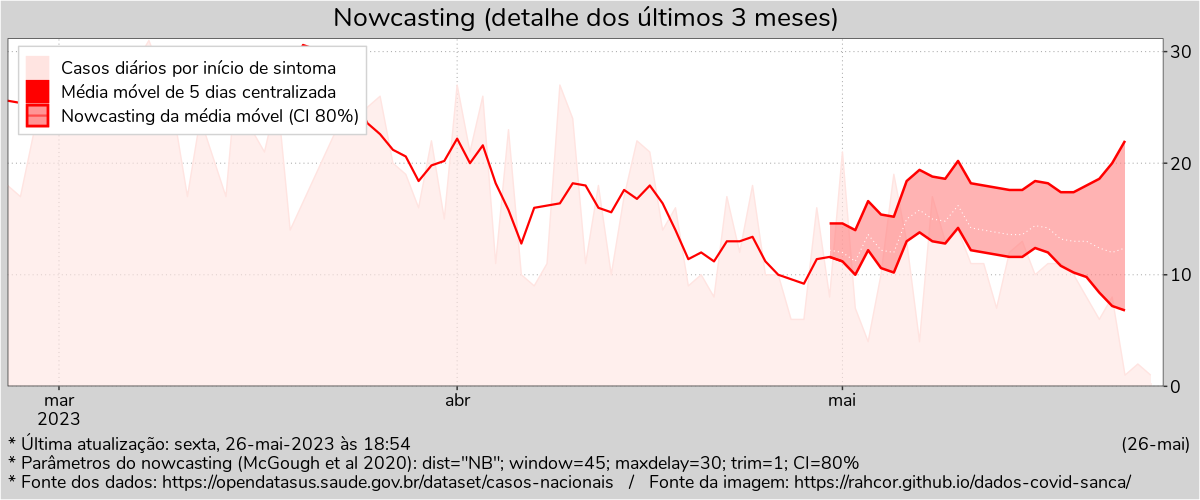 Nowcasting (detalhe dos últimos 3 meses)
Casos diários por início de sintoma
Média móvel de 5 dias centralizada
Nowcasting da média móvel (CI 80%)
30
20
10
0
mar
2023
abr
mai
* Última atualização: sexta, 26-mai-2023 às 18:54
(26-mai)
* Parâmetros do nowcasting (McGough et al 2020): dist="NB"; window=45; maxdelay=30; trim=1; CI=80%
* Fonte dos dados: https://opendatasus.saude.gov.br/dataset/casos-nacionais / Fonte da imagem: https://rahcor.github.io/dados-covid-sanca/